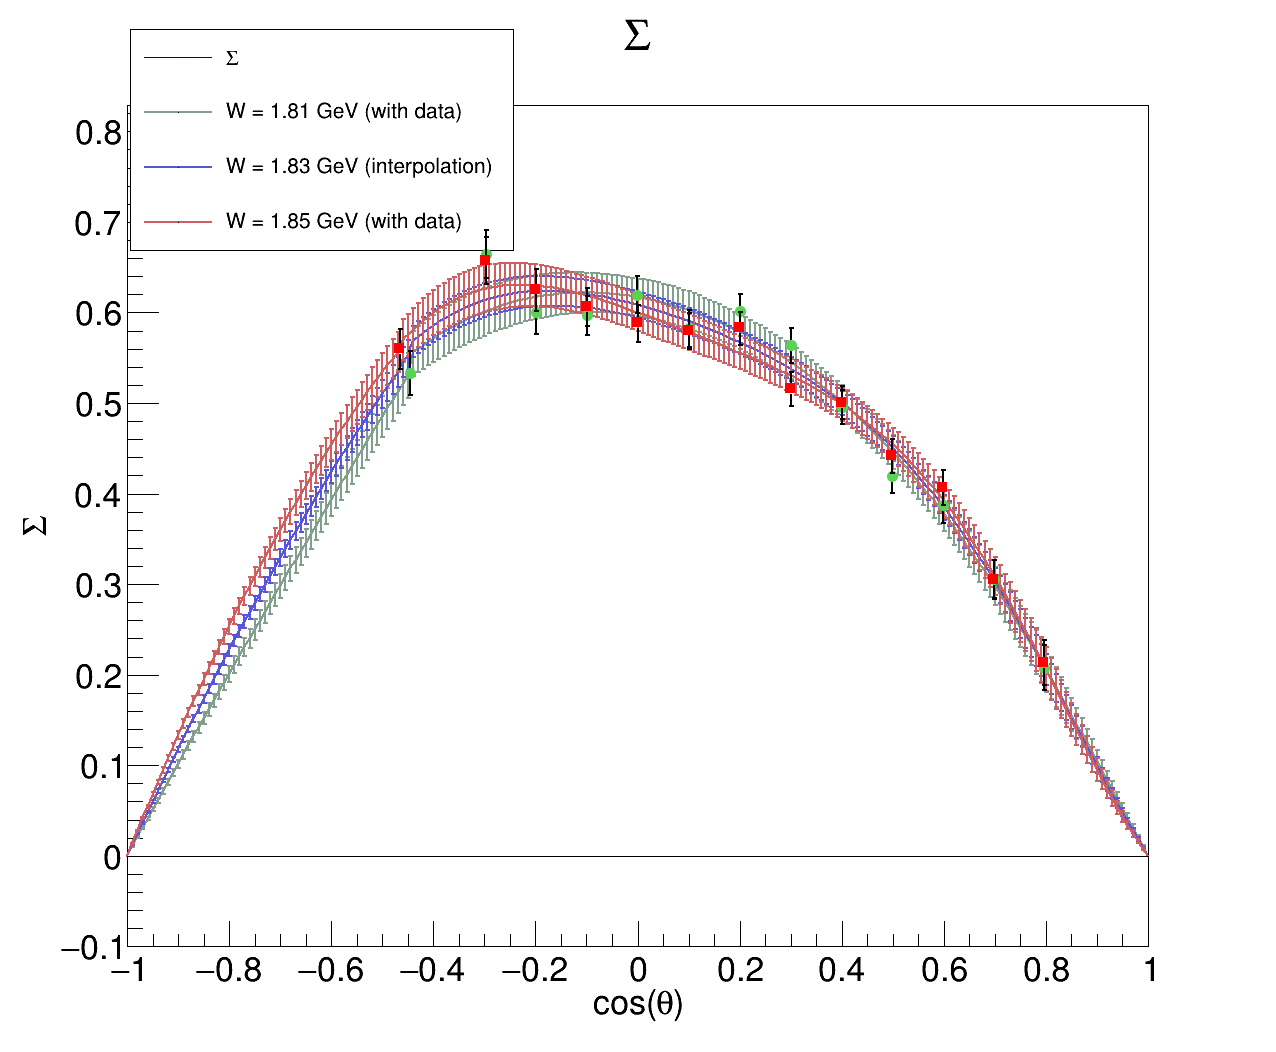 Σ
Σ
W = 1.81 GeV (with data)
W = 1.83 GeV (interpolation)
W = 1.85 GeV (with data)
0.8
0.7
0.6
0.5
0.4
0.3
0.2
0.1
0
−0.1
Σ
−1 −0.8 −0.6 −0.4 −0.2 0 0.2 0.4 0.6 0.8 1
cos(θ)